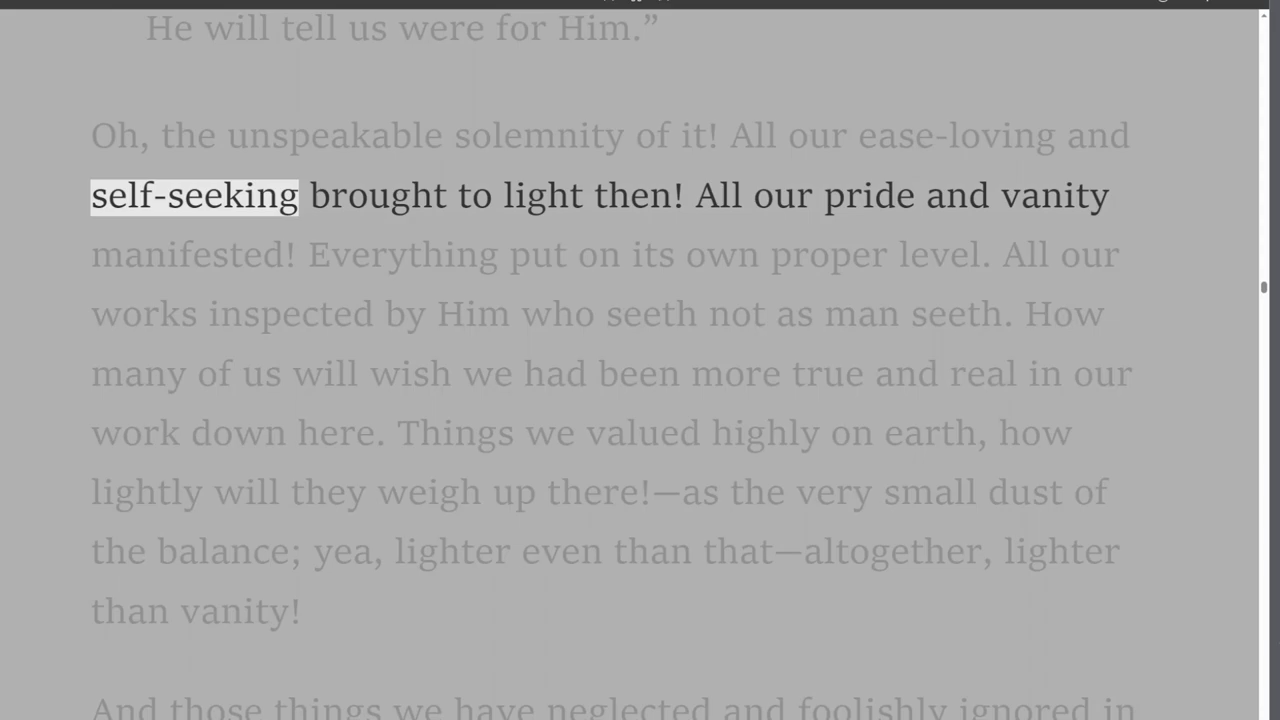 He will tell us were for Him.”
Oh, the unspeakable solemnity of it! All our ease-loving and
self-seeking brought to light then! All our pride and vanity
manifested! Everything put on its own proper level. All our
works inspected by Him who seeth not as man seeth. How
many of us will wish we had been more true and real in our
work down here. Things we valued highly on earth, how
lightly will they weigh up there!—as the very small dust of
the balance; yea, lighter even than that—altogether, lighter
than vanity!
And those things we have neglected and foolishly ignored in